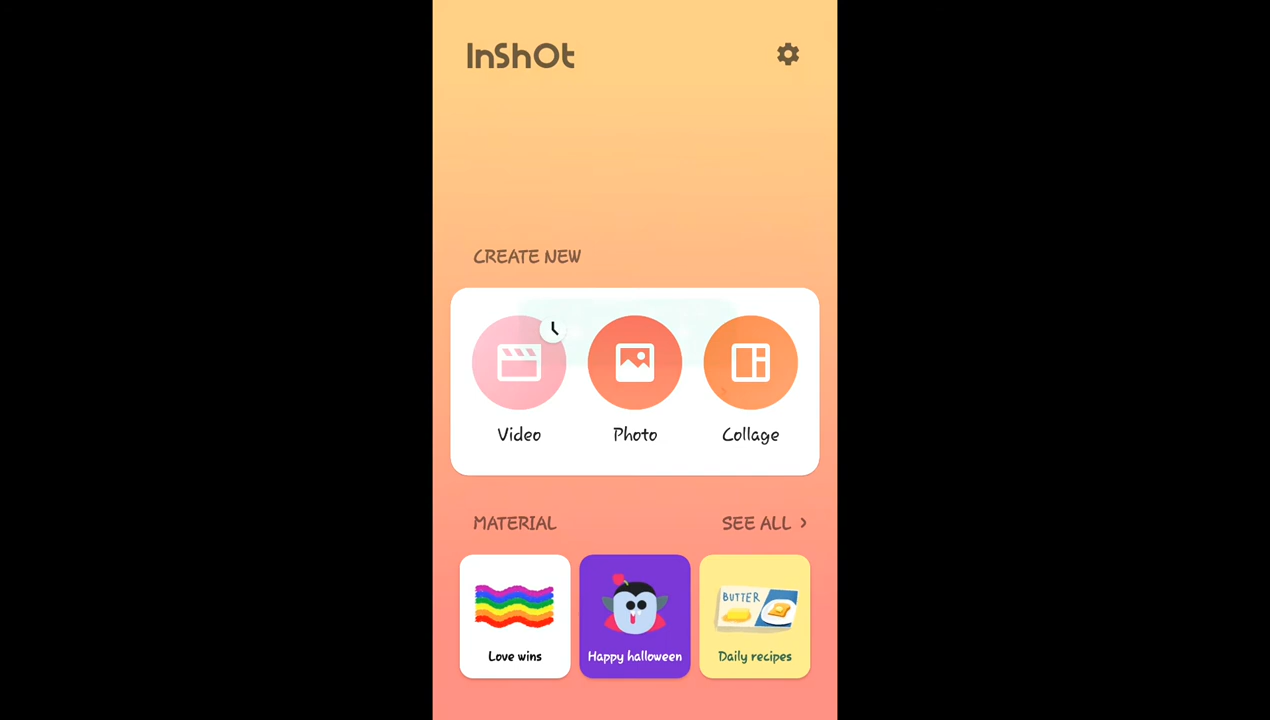 InShOt
CREATE NEW
Video
Photo
Collage
MATERIAL
SEE ALL >
Love wins
Happy halloween
BUTTER
Daily recipes